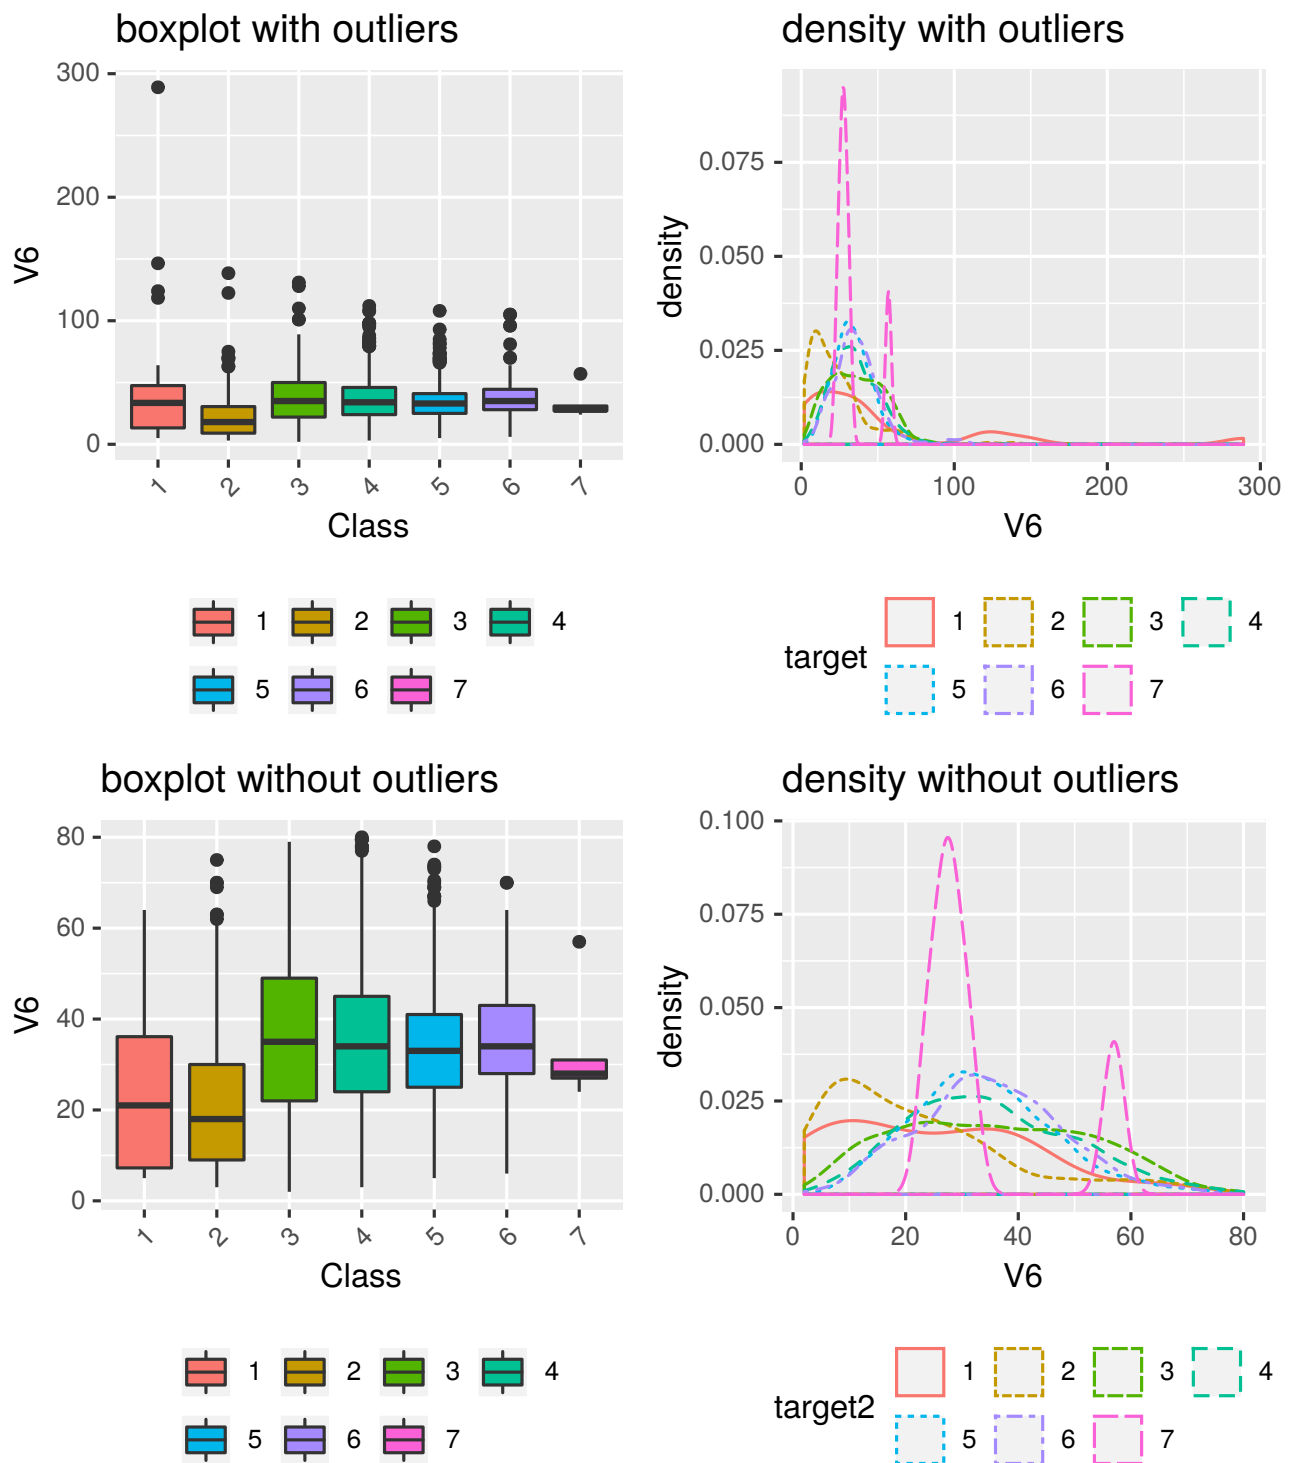 boxplot with outliers
300
200
100
0
V6
1 2 3 4 5 6 7
Class
1 2 3 4
5 6 7
density with outliers
0.075
0.050
0.025
0.000
density
0 100 200 300
V6
target
1 2 3 4
5 6 7
boxplot without outliers
80
60
40
20
0
V6
1 2 3 4 5 6 7
Class
1 2 3 4
5 6 7
density without outliers
0.100
0.075
0.050
0.025
0.000
density
0 20 40 60 80
V6
target2
1 2 3 4
5 6 7